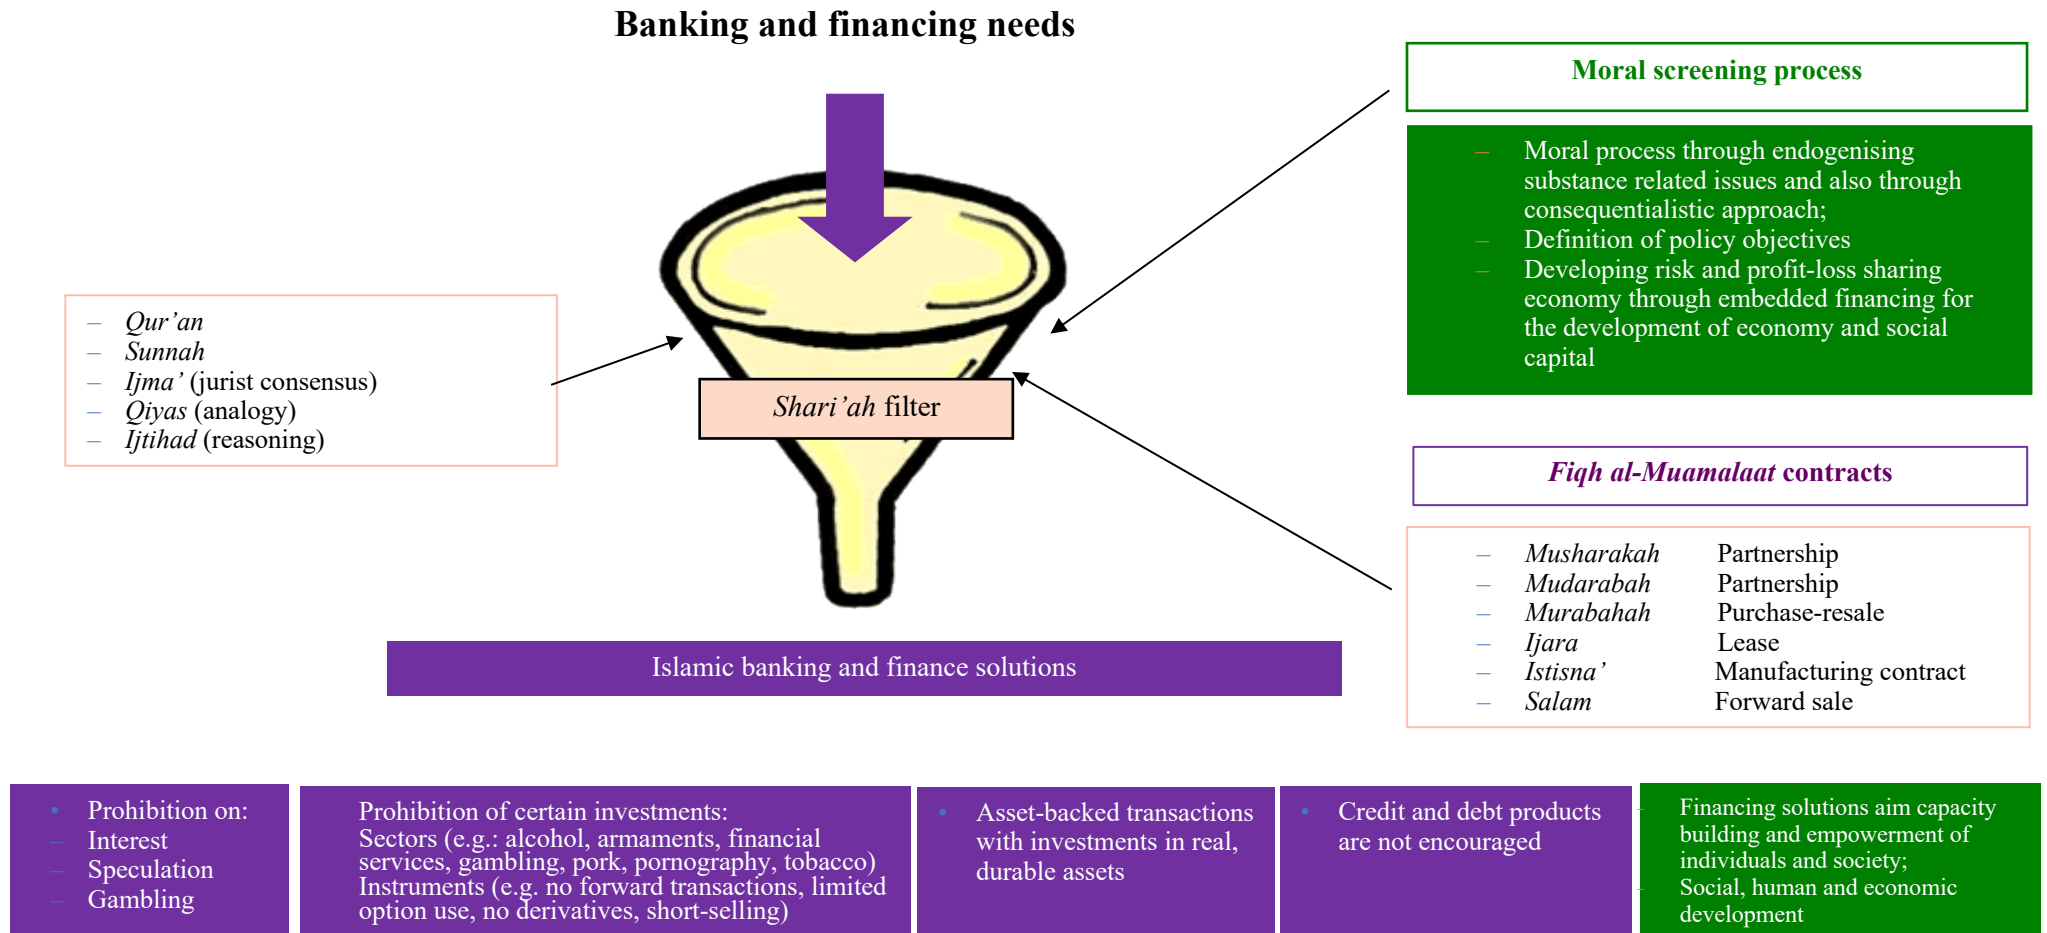 Banking and financing needs
Moral screening process
– Moral process through endogenising
substance related issues and also through
consequentialistic approach;
– Definition of policy objectives
– Developing risk and profit-loss sharing
economy through embedded financing for
the development of economy and social
capital
– Qur’an
– Sunnah
– Ijma’ (jurist consensus)
– Qiyas (analogy)
– Ijtihad (reasoning)
Shari’ah filter
Fiqh al-Muamalaat contracts
– Musharakah Partnership
– Mudarabah Partnership
– Murabahah Purchase-resale
– Ijara Lease
– Istisna’ Manufacturing contract
– Salam Forward sale
Islamic banking and finance solutions
• Prohibition on:
– Interest
– Speculation
– Gambling
Prohibition of certain investments:
Sectors (e.g.: alcohol, armaments, financial
services, gambling, pork, pornography, tobacco)
Instruments (e.g. no forward transactions, limited
option use, no derivatives, short-selling)
• Asset-backed transactions
with investments in real,
durable assets
• Credit and debt products
are not encouraged
- Financing solutions aim capacity
building and empowerment of
individuals and society;
- Social, human and economic
development